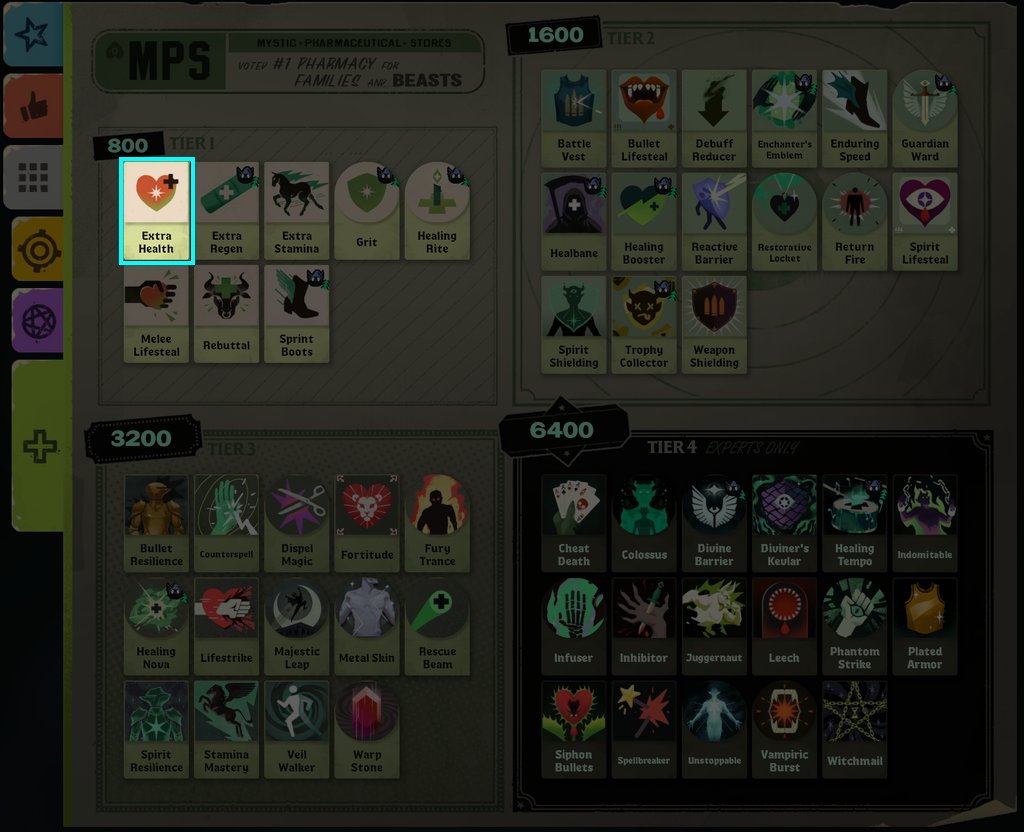 MPS
MYSTIC • PHARMACEUTICAL • STORES
VOTED #1 PHARMACY FOR
FAMILIES AND BEASTS
800 TIER 1
Extra
Health
Extra
Regen
Extra
Stamina
Grit
Healing
Rite
Melee
Lifesteal
Rebuttal
Sprint
Boots
1600 TIER 2
Battle
Vest
Bullet
Lifesteal
Debuff
Reducer
Enchanter's
Emblem
Enduring
Speed
Guardian
Ward
Healbane
Healing
Booster
Reactive
Barrier
Restorative
Locket
Return
Fire
Spirit
Lifesteal
Spirit
Shielding
Trophy
Collector
Weapon
Shielding
3200 TIER 3
Bullet
Resilience
Counterspell
Dispel
Magic
Fortitude
Fury
Trance
Healing
Nova
Lifestrike
Majestic
Leap
Metal Skin
Rescue
Beam
Spirit
Resilience
Stamina
Mastery
Veil
Walker
Warp
Stone
6400 TIER 4 EXPERTS ONLY
Cheat
Death
Colossus
Divine
Barrier
Diviner's
Kevlar
Healing
Tempo
Indomitable
Infuser
Inhibitor
Juggernaut
Leech
Phantom
Strike
Plated
Armor
Siphon
Bullets
Spellbreaker
Unstoppable
Vampiric
Burst
Witchmail